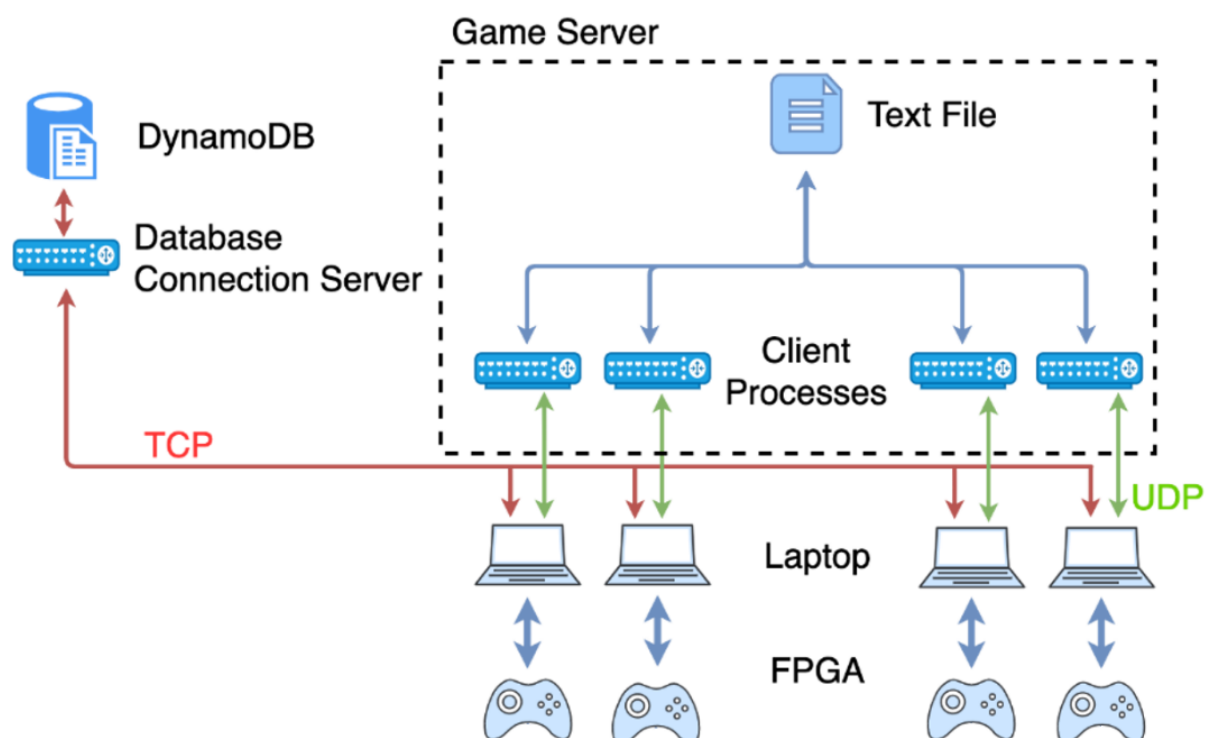 Game Server
Text File
DynamoDB
Database
Connection Server
Client
Processes
TCP
UDP
Laptop
FPGA